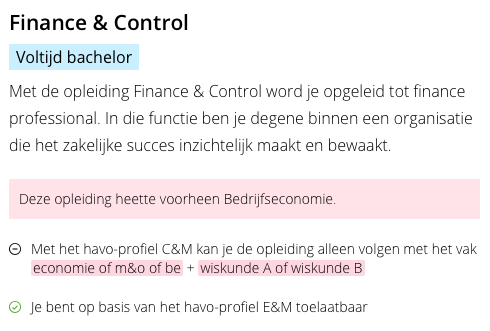 Finance & Control
Voltijd bachelor
Met de opleiding Finance & Control word je opgeleid tot finance
professional. In die functie ben je degene binnen een organisatie
die het zakelijke succes inzichtelijk maakt en bewaakt.
Deze opleiding heette voorheen Bedrijfseconomie.
Met het havo-profiel C&M kan je de opleiding alleen volgen met het vak
economie of m&o of be + wiskunde A of wiskunde B
Je bent op basis van het havo-profiel E&M toelaatbaar